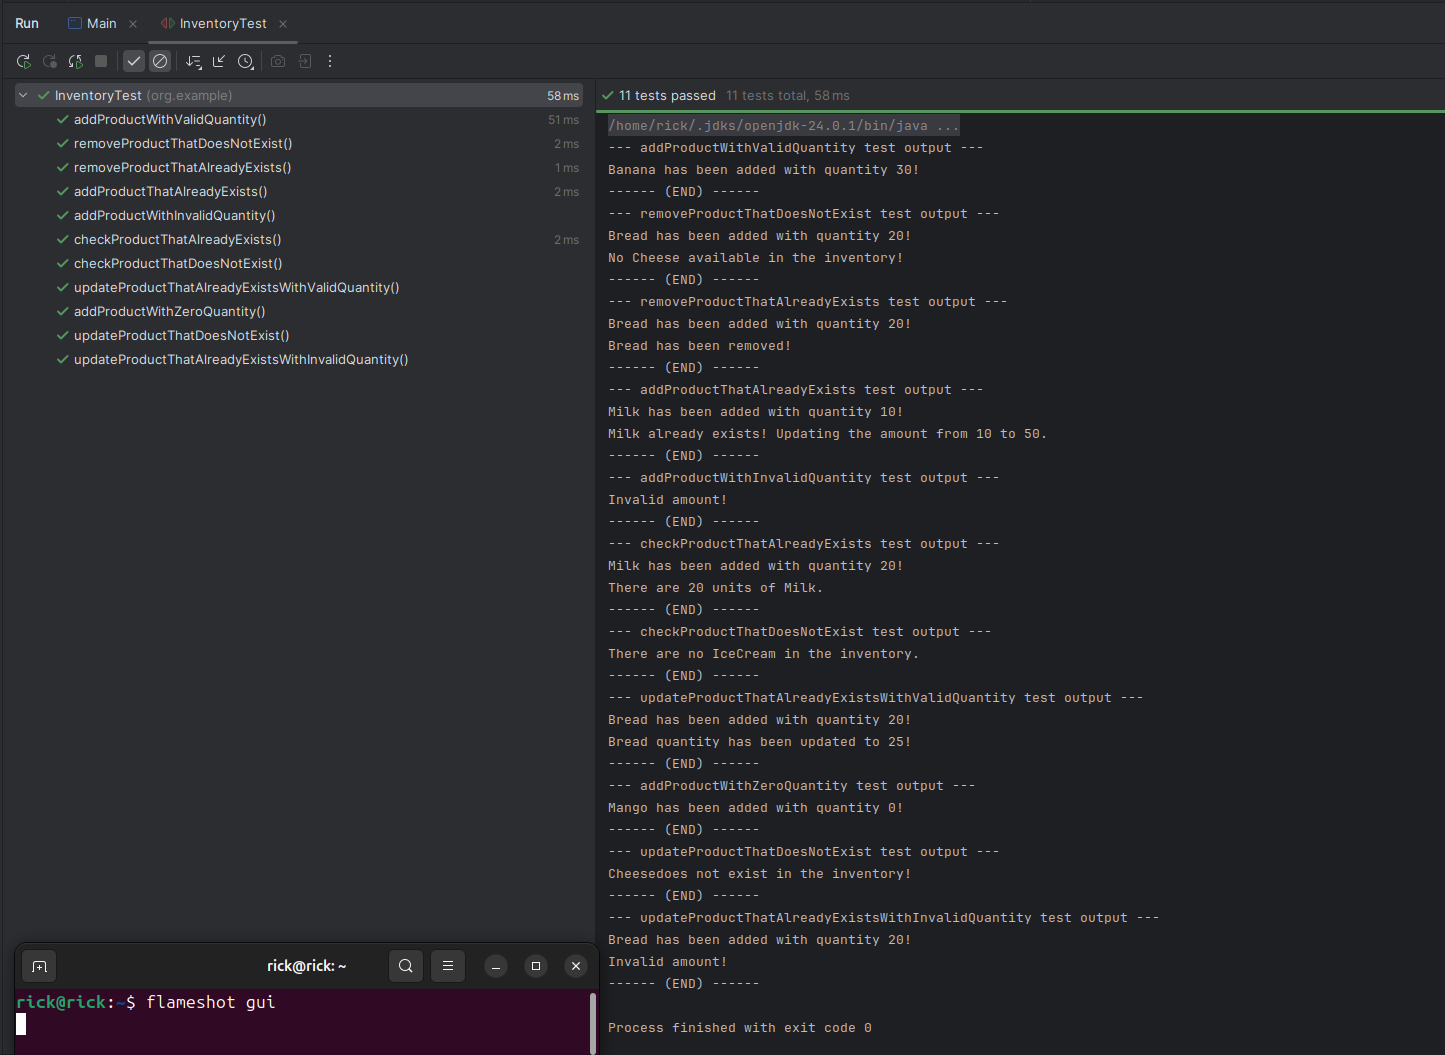 Run Main InventoryTest
InventoryTest (org.example) 58 ms
addProductWithValidQuantity() 51 ms
removeProductThatDoesNotExist() 2 ms
removeProductThatAlreadyExists() 1 ms
addProductThatAlreadyExists() 2 ms
addProductWithInvalidQuantity()
checkProductThatAlreadyExists() 2 ms
checkProductThatDoesNotExist()
updateProductThatAlreadyExistsWithValidQuantity()
addProductWithZeroQuantity()
updateProductThatDoesNotExist()
updateProductThatAlreadyExistsWithInvalidQuantity()
11 tests passed 11 tests total, 58 ms
/home/rick/.jdks/openjdk-24.0.1/bin/java ...
--- addProductWithValidQuantity test output ---
Banana has been added with quantity 30!
------ (END) ------
--- removeProductThatDoesNotExist test output ---
Bread has been added with quantity 20!
No Cheese available in the inventory!
------ (END) ------
--- removeProductThatAlreadyExists test output ---
Bread has been added with quantity 20!
Bread has been removed!
------ (END) ------
--- addProductThatAlreadyExists test output ---
Milk has been added with quantity 10!
Milk already exists! Updating the amount from 10 to 50.
------ (END) ------
--- addProductWithInvalidQuantity test output ---
Invalid amount!
------ (END) ------
--- checkProductThatAlreadyExists test output ---
Milk has been added with quantity 20!
There are 20 units of Milk.
------ (END) ------
--- checkProductThatDoesNotExist test output ---
There are no IceCream in the inventory.
------ (END) ------
--- updateProductThatAlreadyExistsWithValidQuantity test output ---
Bread has been added with quantity 20!
Bread quantity has been updated to 25!
------ (END) ------
--- addProductWithZeroQuantity test output ---
Mango has been added with quantity 0!
------ (END) ------
--- updateProductThatDoesNotExist test output ---
Cheesedoes not exist in the inventory!
------ (END) ------
--- updateProductThatAlreadyExistsWithInvalidQuantity test output ---
Bread has been added with quantity 20!
Invalid amount!
------ (END) ------
Process finished with exit code 0
rick@rick: ~
rick@rick:~$ flameshot gui